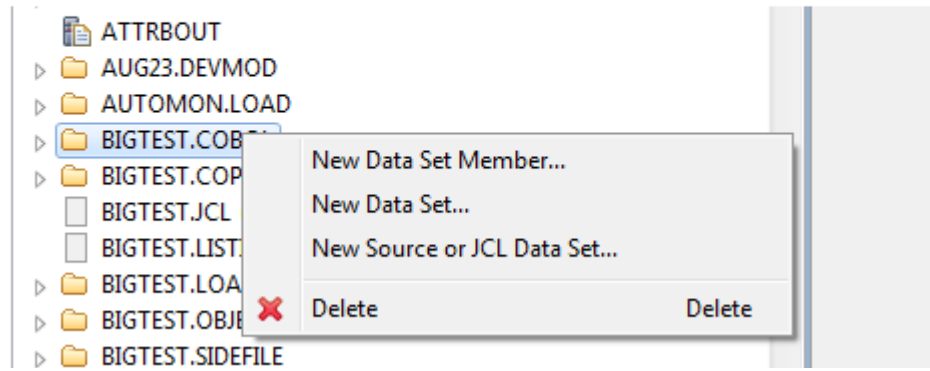 ATTRBOUT
AUG23.DEVMOD
AUTOMON.LOAD
BIGTEST.COB
New Data Set Member...
BIGTEST.COP
New Data Set...
BIGTEST.JCL
New Source or JCL Data Set...
BIGTEST.LIST
BIGTEST.LOA
Delete Delete
BIGTEST.OBJE
BIGTEST.SIDEFILE